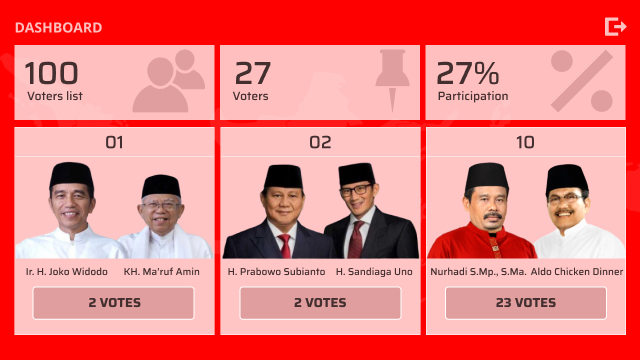 DASHBOARD
100
Voters list
27
Voters
27%
Participation
01
02
10
Ir. H. Joko Widodo
KH. Ma'ruf Amin
H. Prabowo Subianto
H. Sandiaga Uno
Nurhadi S.Mp., S.Ma.
Aldo Chicken Dinner
2 VOTES
2 VOTES
23 VOTES